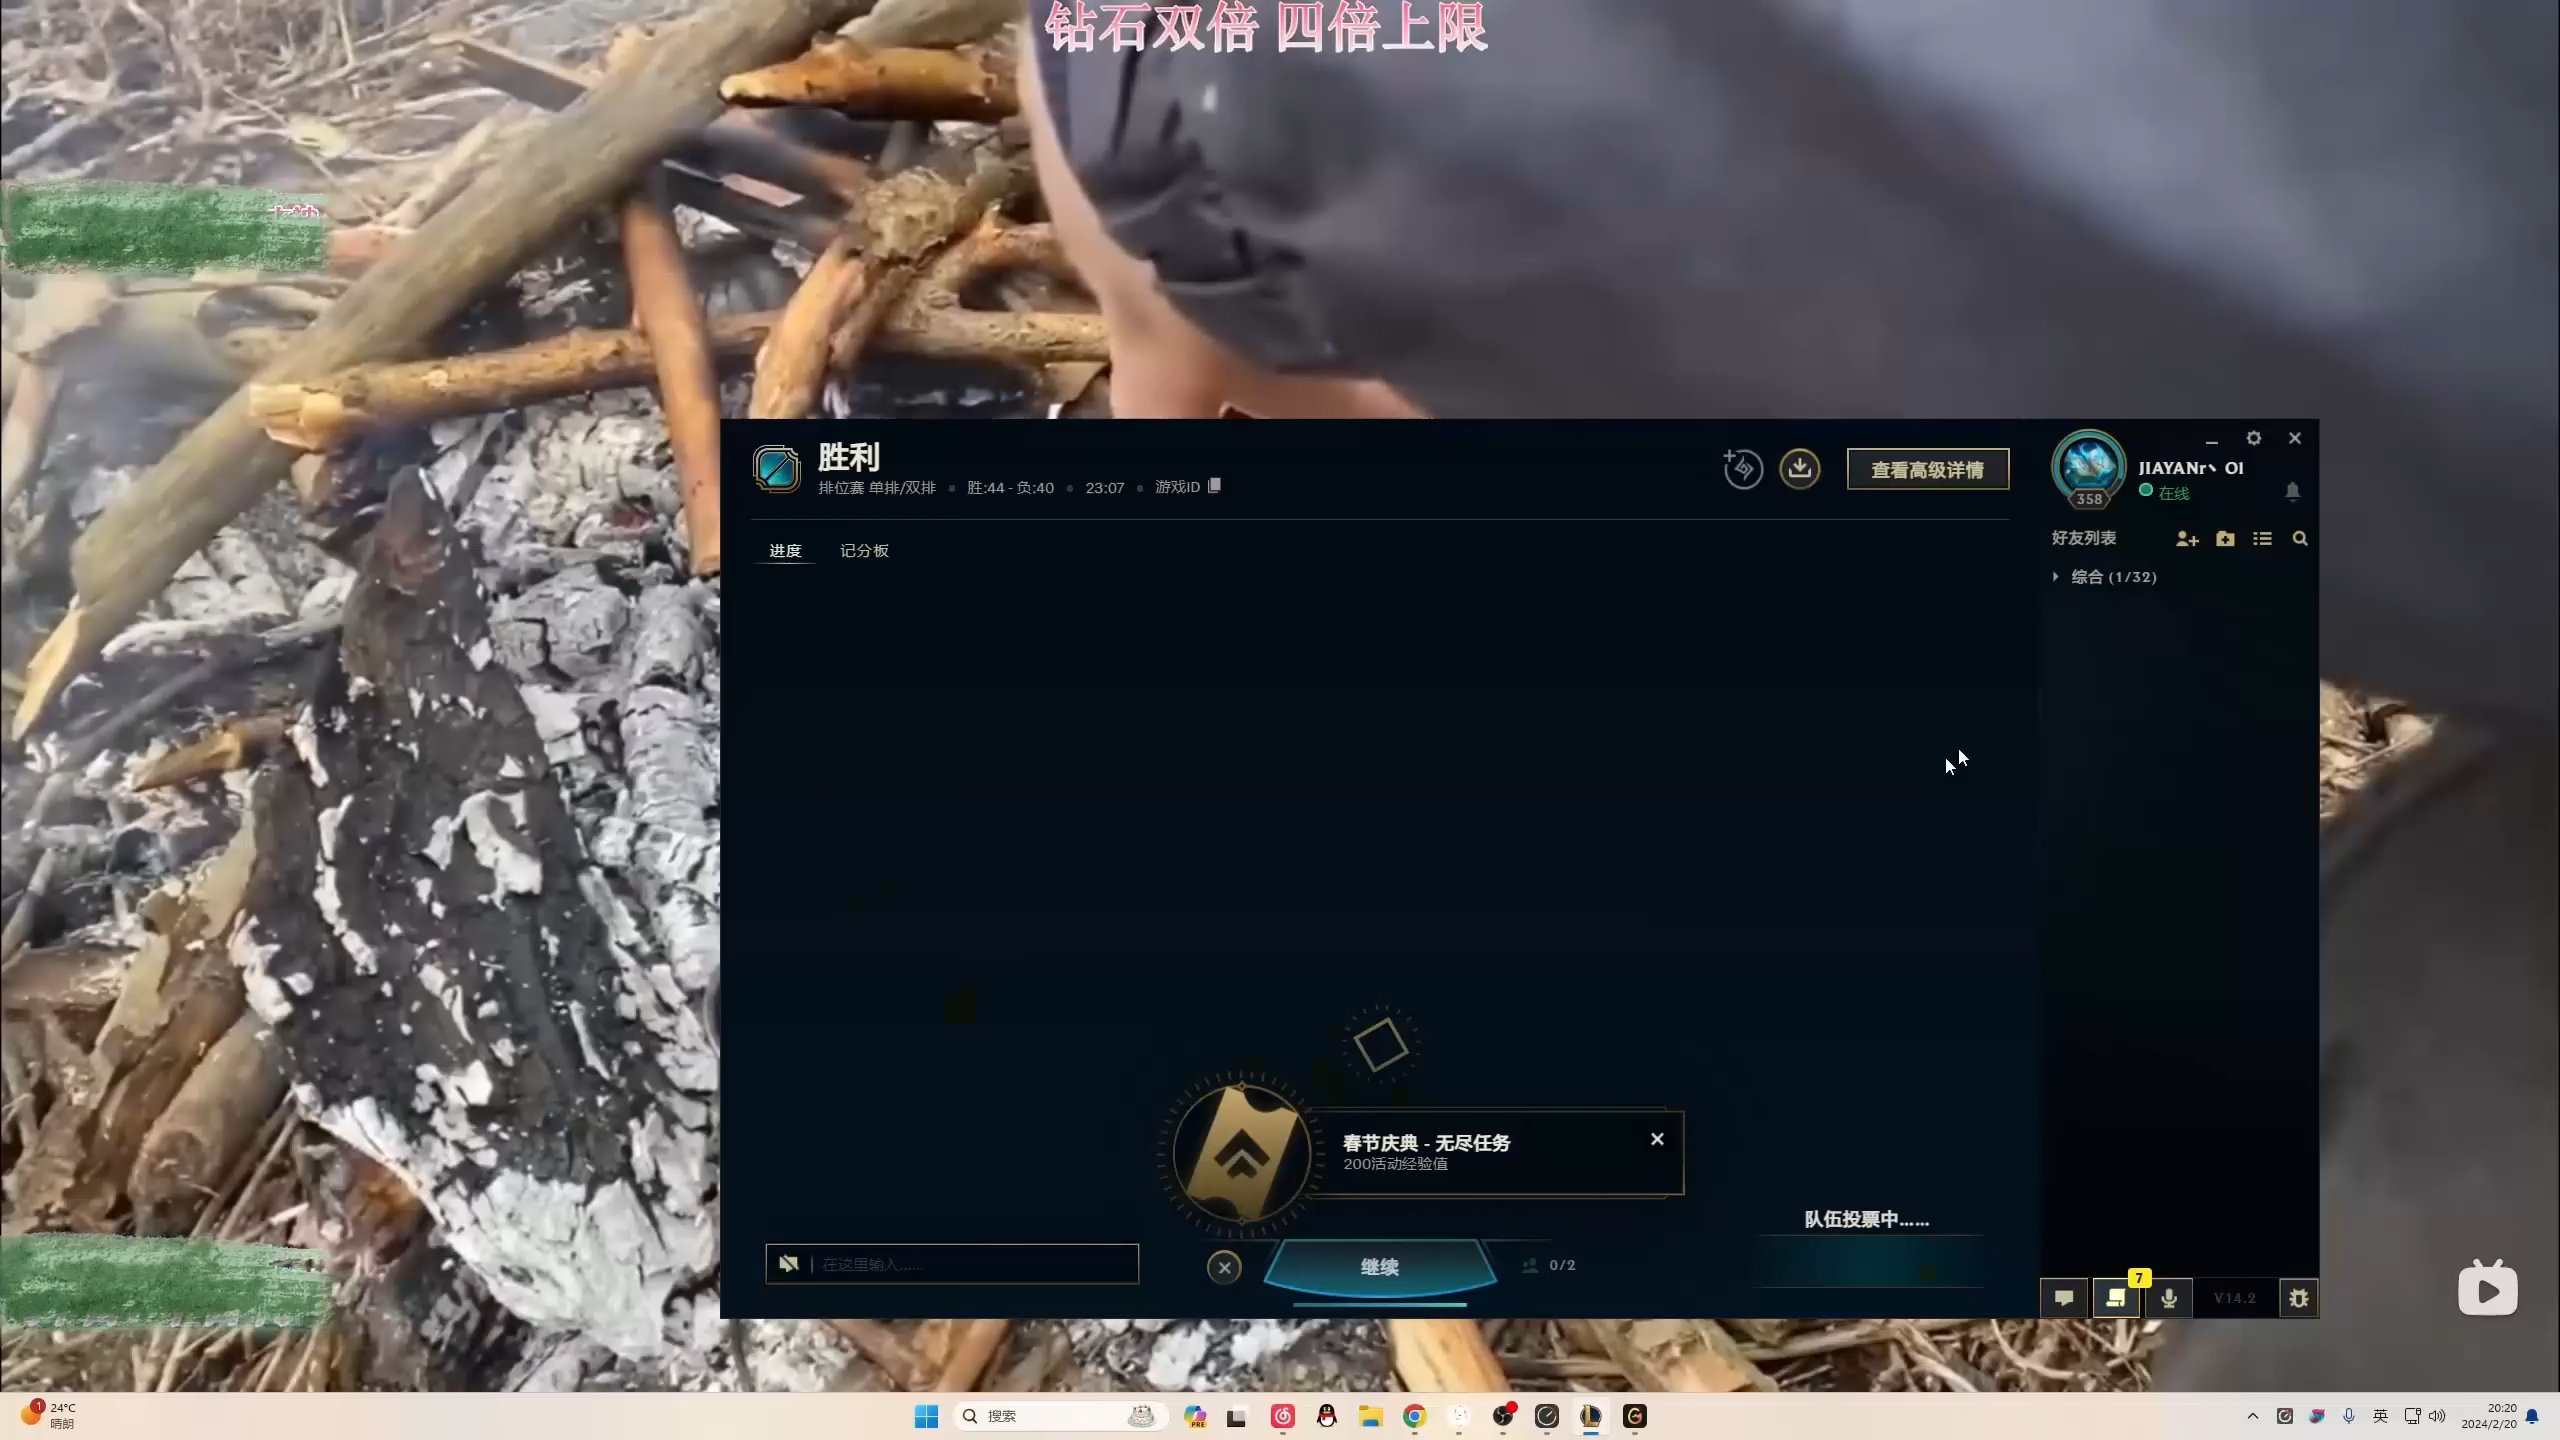 钻石双倍 四倍上限
胜利
排位赛 单排/双排 • 胜:44 - 负:40 • 23:07 • 游戏ID
查看高级详情
358
JIAYANr丶 OI
在线
好友列表
综合 (1/32)
进度 记分板
春节庆典 - 无尽任务
200活动经验值
队伍投票中......
在这里输入......
继续
0/2
7
V14.2
1
24°C
晴朗
搜索
PRE
英
20:20
2024/2/20